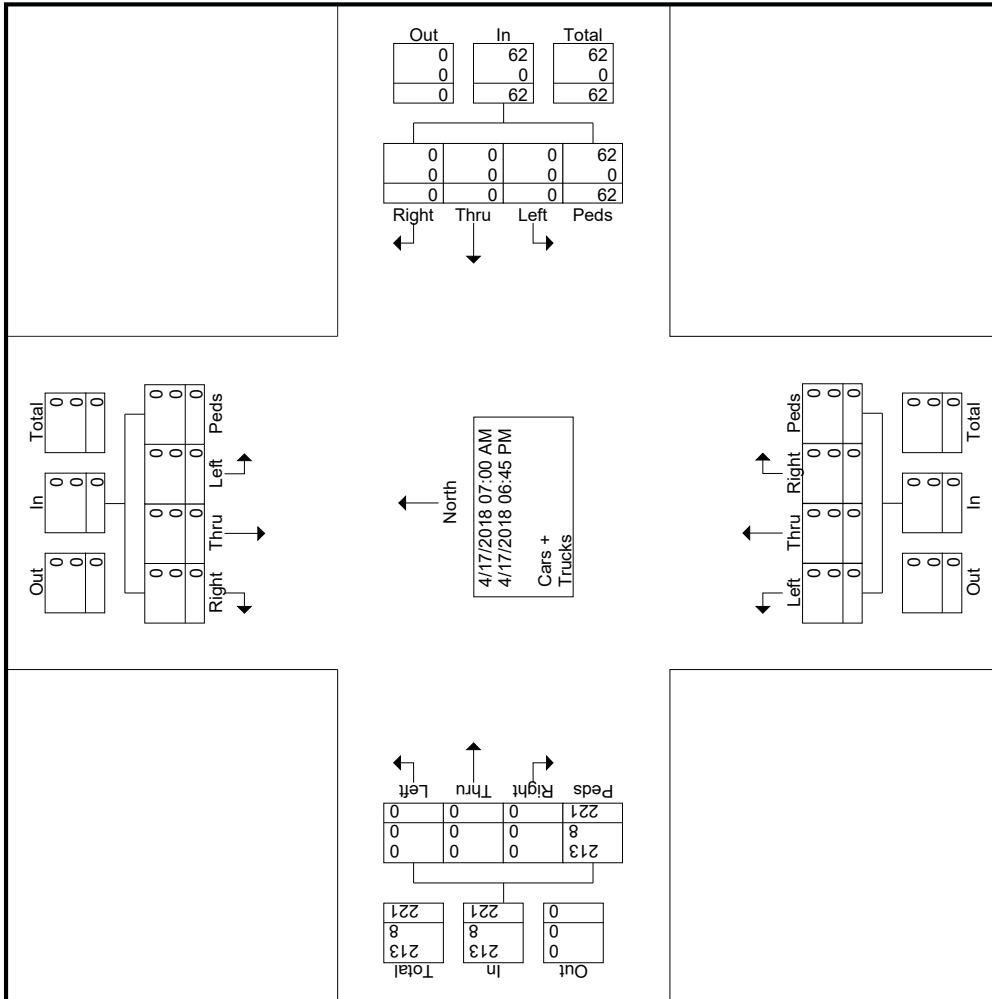 Out In Total
0 62 62
0 0 0
0 62 62
0 0 0 62
0 0 0 0
0 0 0 62
Right Thru Left Peds
Out In Total
0 0 0
0 0 0
0 0 0
0 0 0 0
0 0 0 0
0 0 0 0
Right Thru Left Peds
North
4/17/2018 07:00 AM
4/17/2018 06:45 PM
Cars +
Trucks
Left Thru Right Peds
0 0 0 0
0 0 0 0
0 0 0 0
Out In Total
0 0 0
0 0 0
0 0 0
Left Thru Right Peds
0 0 0 221
0 0 0 8
0 0 0 213
221 221 0
8 8 0
213 213 0
Total In Out